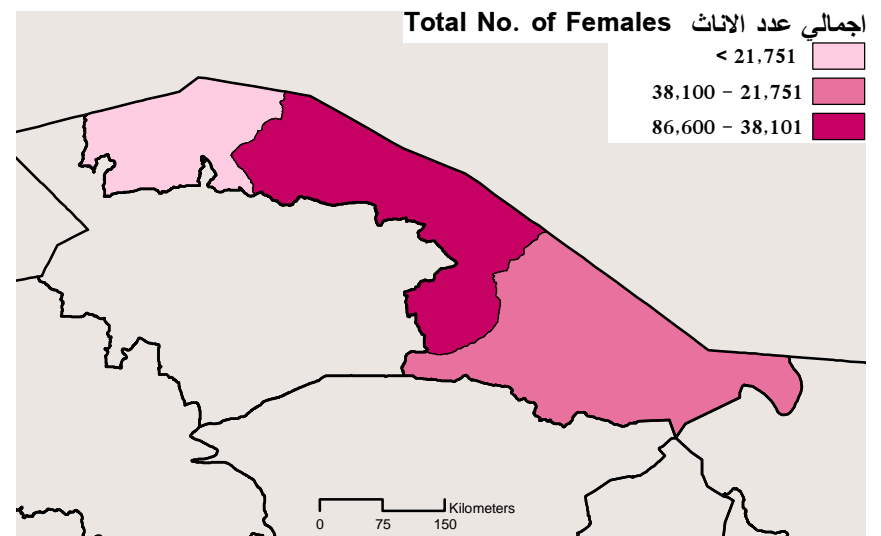 Total No. of Females اجمالي عدد الاناث
< 21,751
38,100 - 21,751
86,600 - 38,101
Kilometers
0 75 150